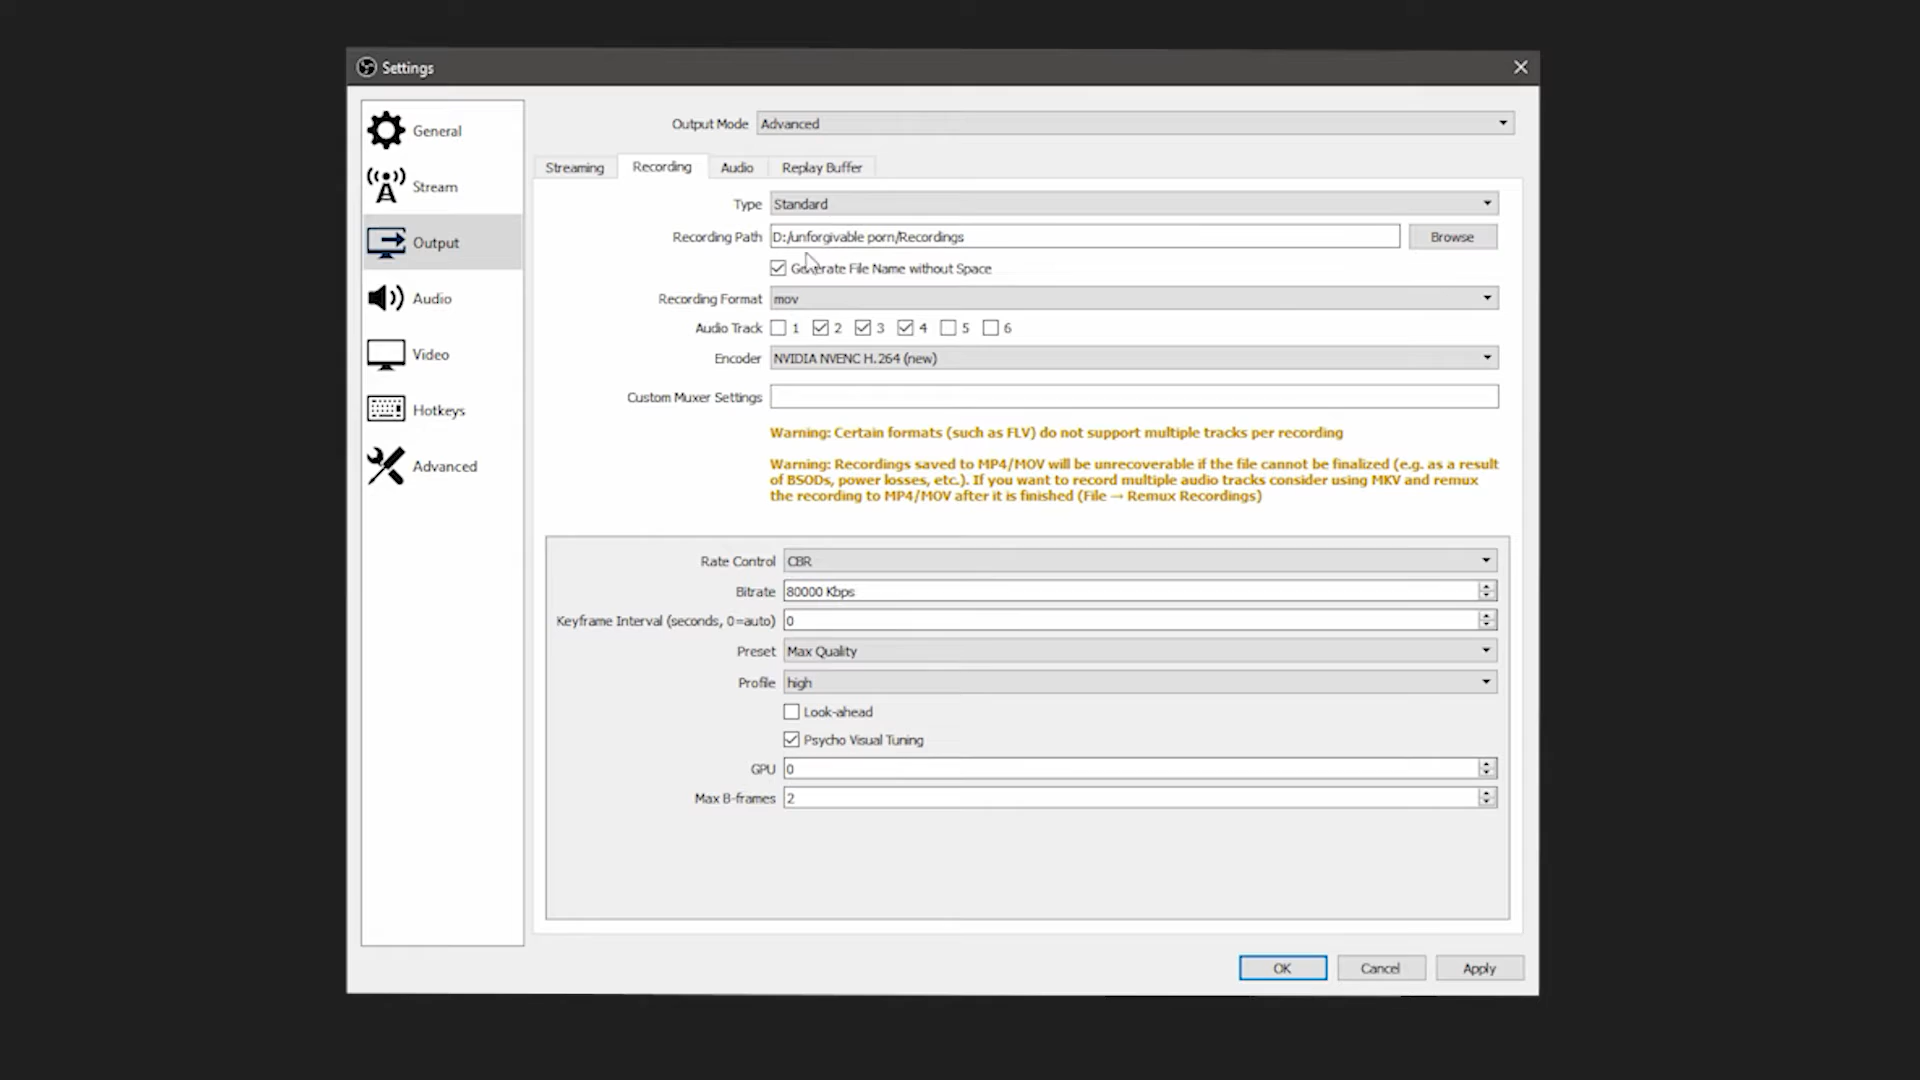 Settings
General
Stream
Output
Audio
Video
Hotkeys
Advanced
Output Mode Advanced
Streaming Recording Audio Replay Buffer
Type Standard
Recording Path D:/unforgivable porn/Recordings Browse
Generate File Name without Space
Recording Format mov
Audio Track 1 2 3 4 5 6
Encoder NVIDIA NVENC H.264 (new)
Custom Muxer Settings
Warning: Certain formats (such as FLV) do not support multiple tracks per recording
Warning: Recordings saved to MP4/MOV will be unrecoverable if the file cannot be finalized (e.g. as a result
of BSODs, power losses, etc.). If you want to record multiple audio tracks consider using MKV and remux
the recording to MP4/MOV after it is finished (File → Remux Recordings)
Rate Control CBR
Bitrate 80000 Kbps
Keyframe Interval (seconds, 0=auto) 0
Preset Max Quality
Profile high
Look-ahead
Psycho Visual Tuning
GPU 0
Max B-frames 2
OK Cancel Apply